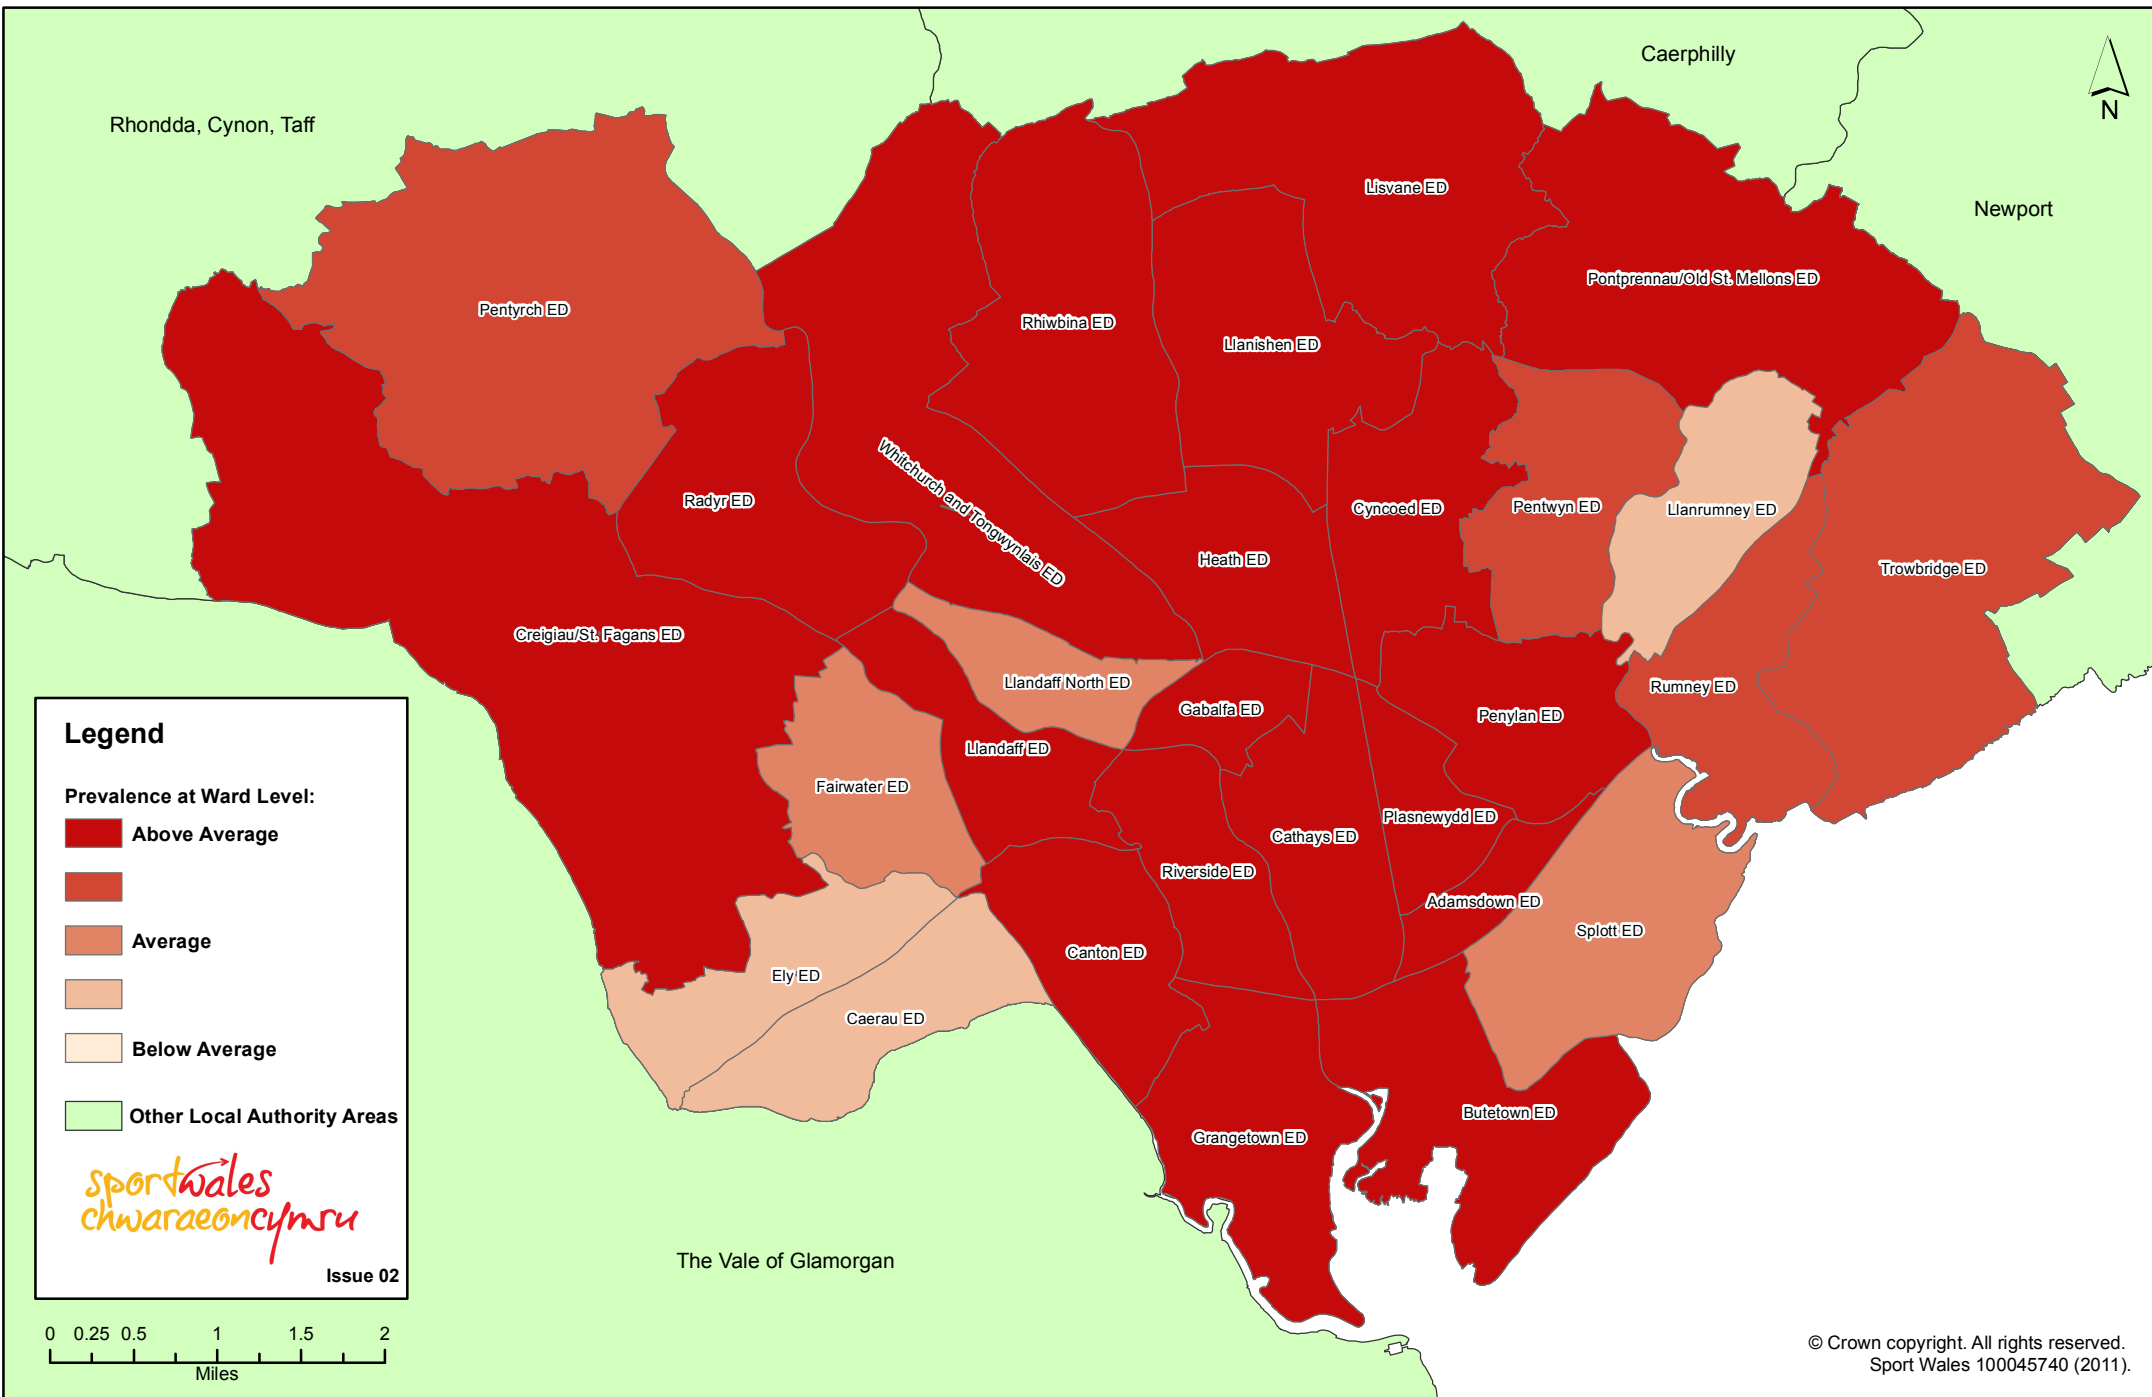 Caerphilly
N
Rhondda, Cynon, Taff
Newport
Lisvane ED
Pontprennau/Old St. Mellons ED
Pentyrch ED
Rhiwbina ED
Llanishen ED
Whitchurch and Tongwynlais ED
Radyr ED
Cyncoed ED
Pentwyn ED
Llanrumney ED
Heath ED
Trowbridge ED
Creigiau/St. Fagans ED
Llandaff North ED
Rumney ED
Gabalfa ED
Penylan ED
Llandaff ED
Fairwater ED
Plasnewydd ED
Cathays ED
Riverside ED
Adamsdown ED
Splott ED
Canton ED
Ely ED
Caerau ED
Butetown ED
Grangetown ED
The Vale of Glamorgan
Legend
Prevalence at Ward Level:
Above Average
Average
Below Average
Other Local Authority Areas
sportwales
chwaraeoncymru
Issue 02
0 0.25 0.5 1 1.5 2
Miles
© Crown copyright. All rights reserved.
Sport Wales 100045740 (2011).